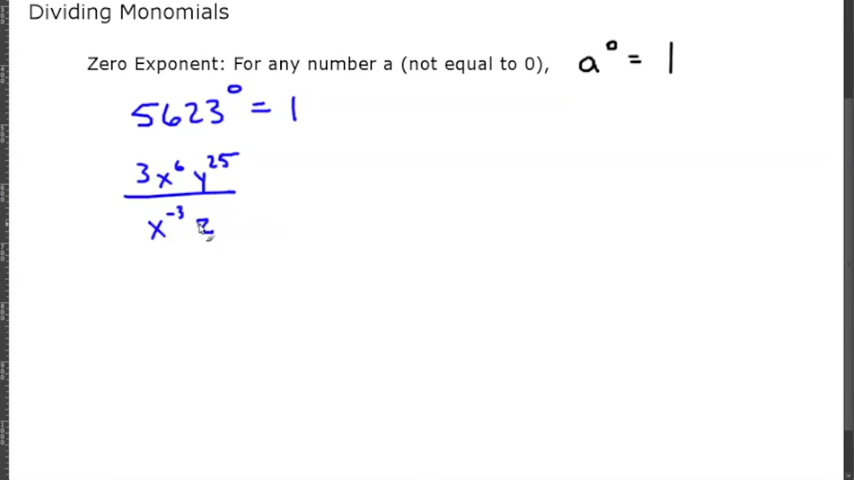 Dividing Monomials
Zero Exponent: For any number a (not equal to 0), a⁰ = 1
5623⁰ = 1
3x⁶y²⁵
x⁻³ z